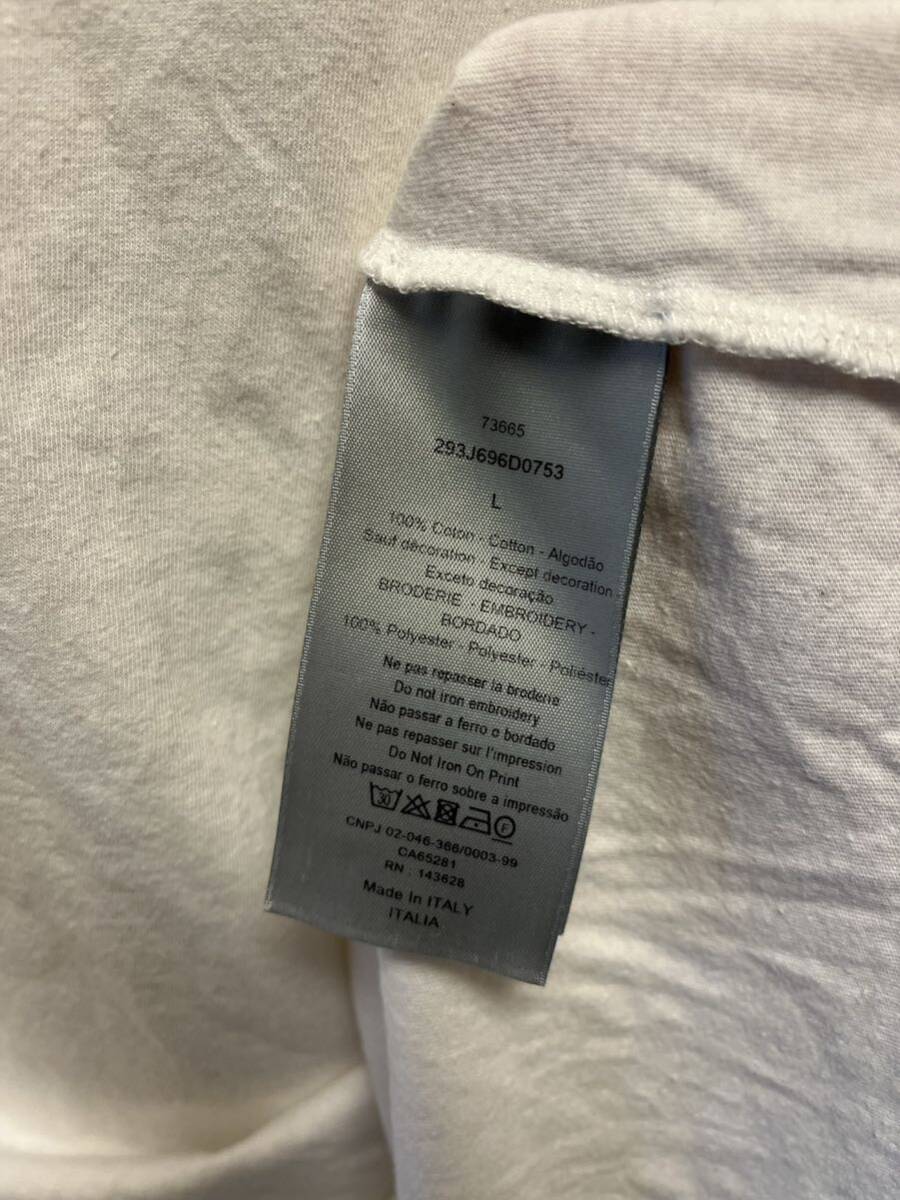 73665
293J696D0753
L
100% Coton - Cotton - Algodão
Sauf décoration - Except decoration -
Exceto decoração
BRODERIE - EMBROIDERY -
BORDADO
100% Polyester - Polyester - Poliéster
Ne pas repasser la broderie
Do not iron embroidery
Não passar a ferro o bordado
Ne pas repasser sur l'impression
Do Not Iron On Print
Não passar o ferro sobre a impressão
30 F
CNPJ 02-046-366/0003-99
CA65281
RN : 143628
Made in ITALY
ITALIA